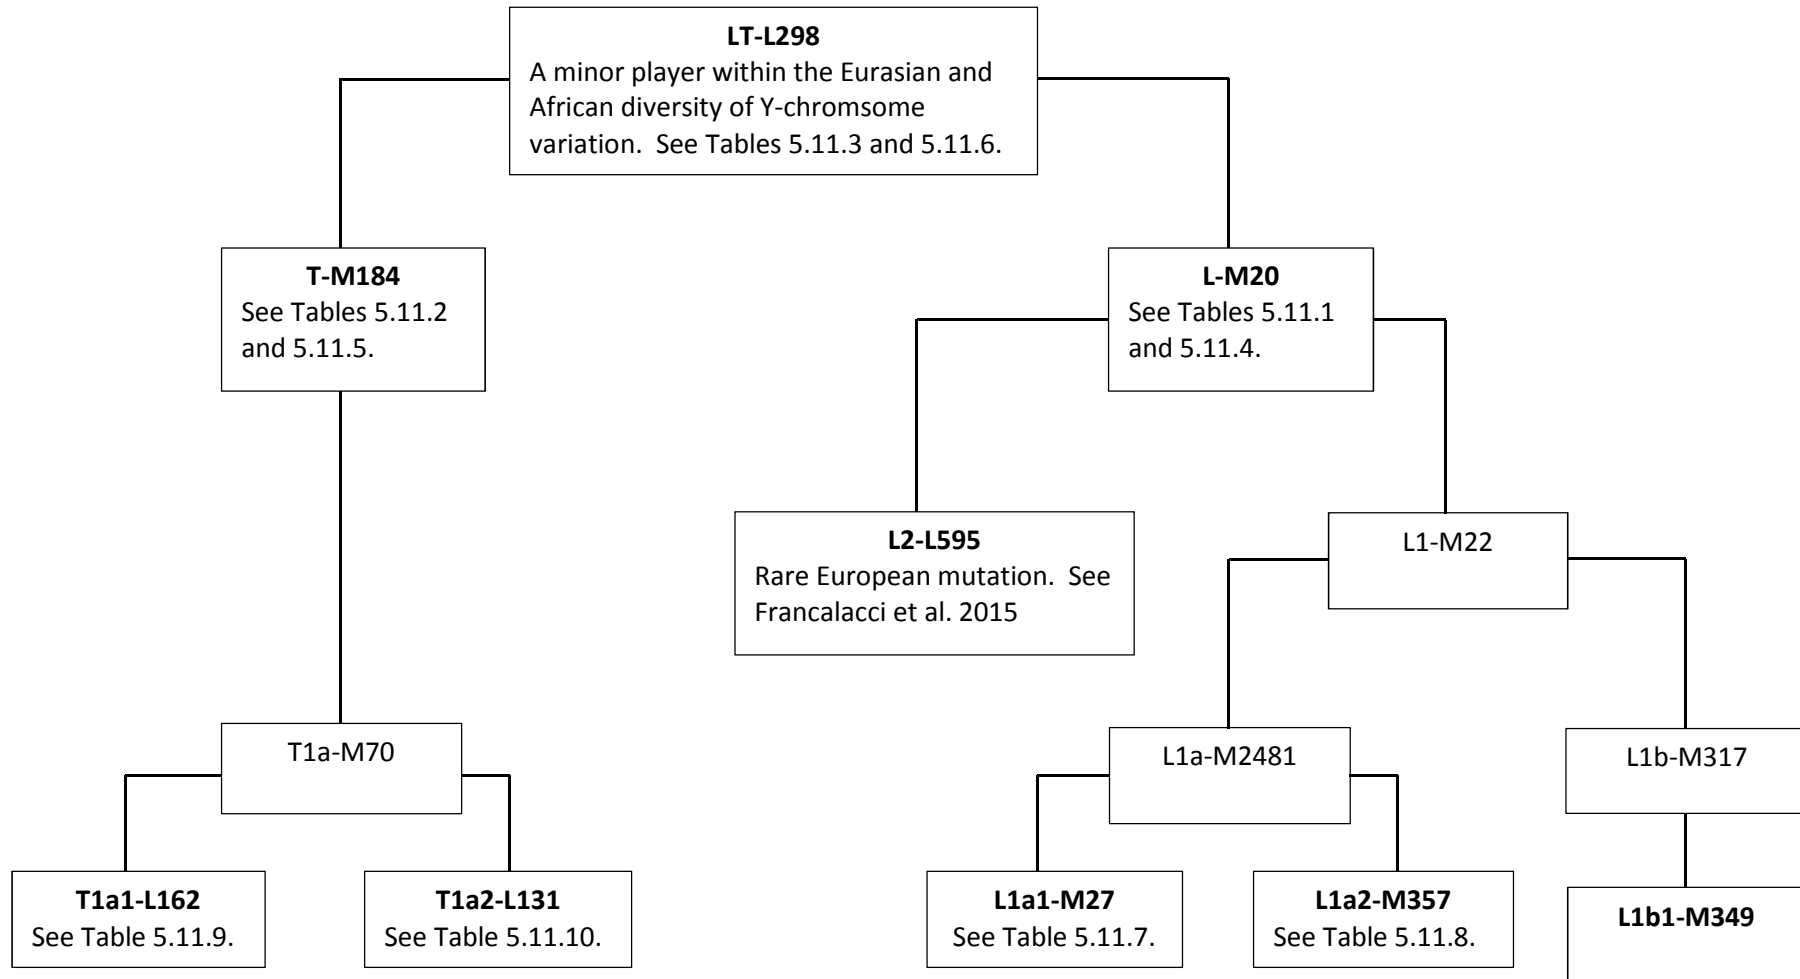 LT-L298
A minor player within the Eurasian and
African diversity of Y-chromsome
variation.  See Tables 5.11.3 and 5.11.6.
T-M184
See Tables 5.11.2
and 5.11.5.
L-M20
See Tables 5.11.1
and 5.11.4.
L2-L595
Rare European mutation.  See
Francalacci et al. 2015
L1-M22
T1a-M70
L1a-M2481
L1b-M317
T1a1-L162
See Table 5.11.9.
T1a2-L131
See Table 5.11.10.
L1a1-M27
See Table 5.11.7.
L1a2-M357
See Table 5.11.8.
L1b1-M349